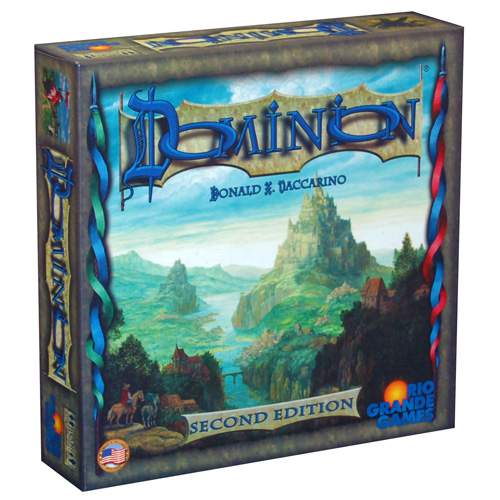 DOMINION
®
DONALD X. VACCARINO
SECOND EDITION
RIO
GRANDE
GAMES
DOMINION